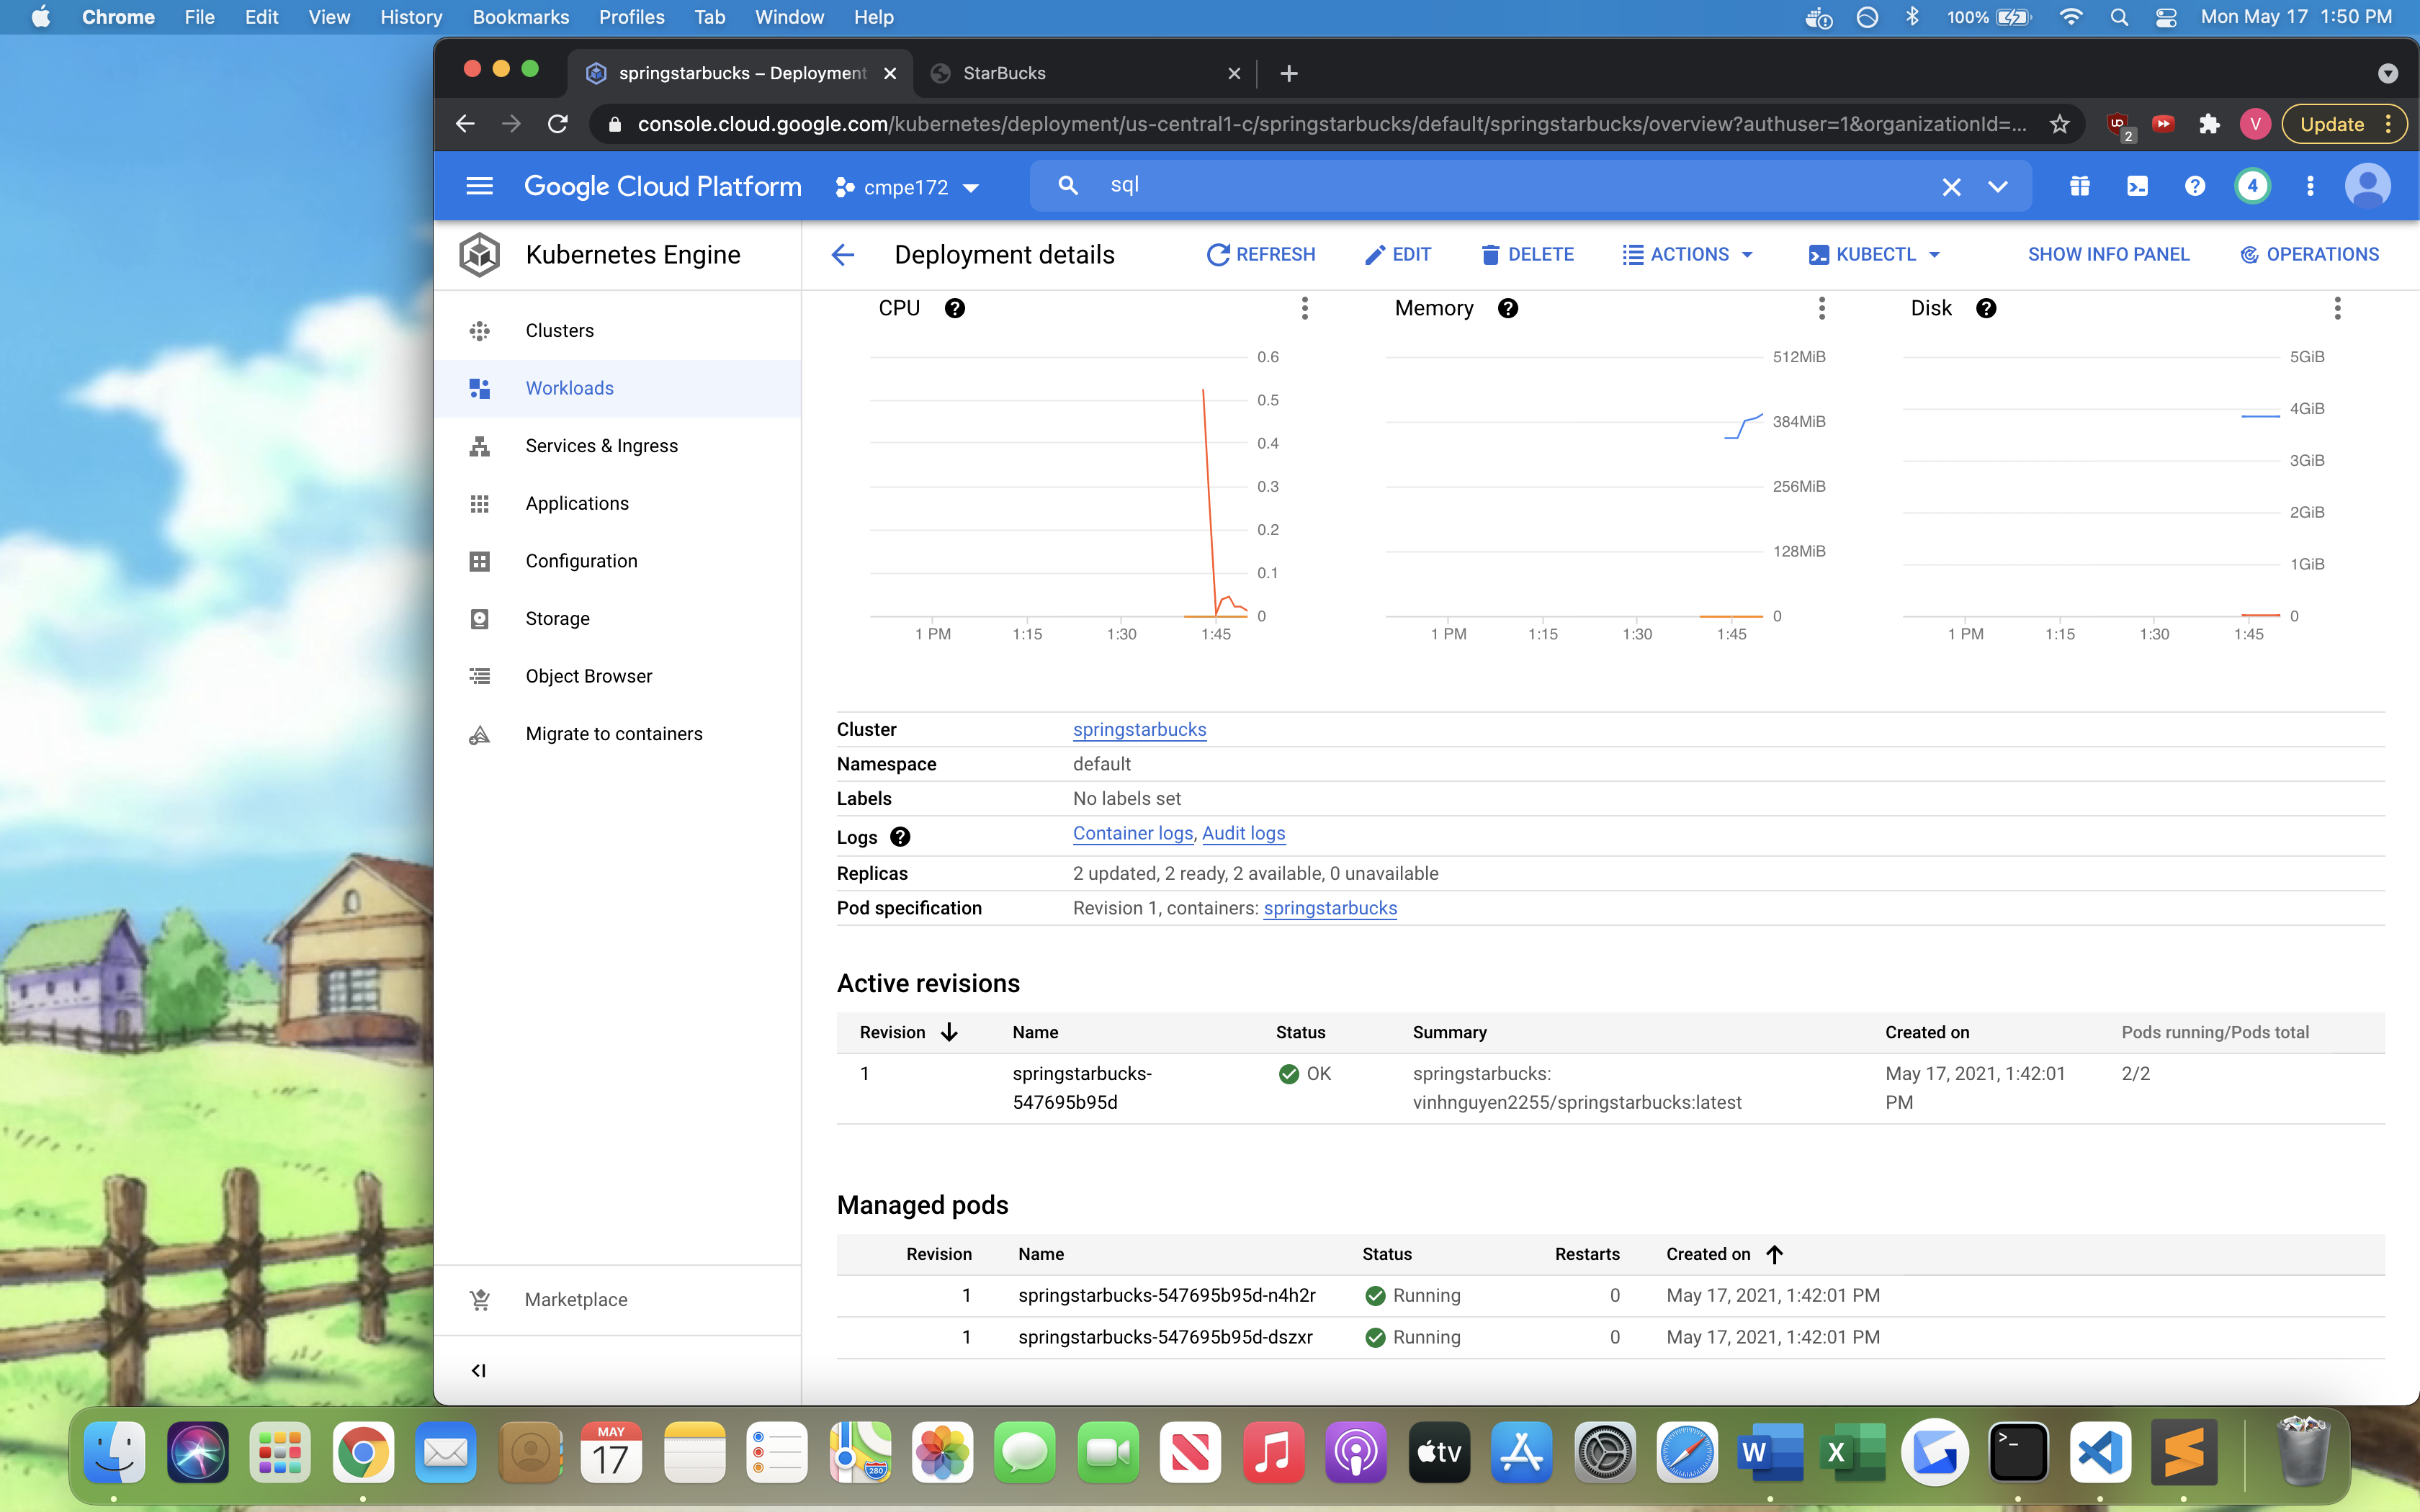 Chrome File Edit View History Bookmarks Profiles Tab Window Help 100% Mon May 17 1:50 PM
springstarbucks – Deployment StarBucks
console.cloud.google.com/kubernetes/deployment/us-central1-c/springstarbucks/default/springstarbucks/overview?authuser=1&organizationId=... 2 V Update
Google Cloud Platform cmpe172 sql 4
Kubernetes Engine
Deployment details REFRESH EDIT DELETE ACTIONS KUBECTL SHOW INFO PANEL OPERATIONS
Clusters
Workloads
Services & Ingress
Applications
Configuration
Storage
Object Browser
Migrate to containers
Marketplace
CPU
0.6
0.5
0.4
0.3
0.2
0.1
0
1 PM 1:15 1:30 1:45
Memory
512MiB
384MiB
256MiB
128MiB
0
1 PM 1:15 1:30 1:45
Disk
5GiB
4GiB
3GiB
2GiB
1GiB
0
1 PM 1:15 1:30 1:45
Cluster springstarbucks
Namespace default
Labels No labels set
Logs Container logs, Audit logs
Replicas 2 updated, 2 ready, 2 available, 0 unavailable
Pod specification Revision 1, containers: springstarbucks
Active revisions
Revision Name Status Summary Created on Pods running/Pods total
1 springstarbucks- OK springstarbucks: May 17, 2021, 1:42:01 2/2
547695b95d vinhnguyen2255/springstarbucks:latest PM
Managed pods
Revision Name Status Restarts Created on
1 springstarbucks-547695b95d-n4h2r Running 0 May 17, 2021, 1:42:01 PM
1 springstarbucks-547695b95d-dszxr Running 0 May 17, 2021, 1:42:01 PM
MAY
17
280
tv
W
X
>_